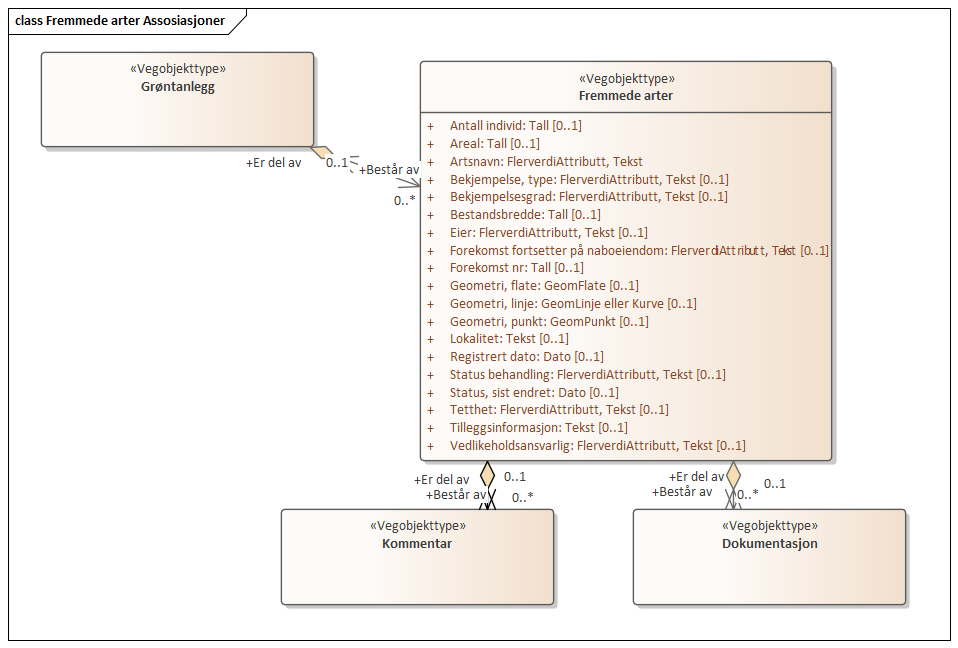 class Fremmede arter Assosiasjoner
«Vegobjekttype»
Grøntanlegg
«Vegobjekttype»
Fremmede arter
+ Antall individ: Tall [0..1]
+ Areal: Tall [0..1]
+ Artsnavn: FlerverdiAttributt, Tekst
+ Bekjempelse, type: FlerverdiAttributt, Tekst [0..1]
+ Bekjempelsesgrad: FlerverdiAttributt, Tekst [0..1]
+ Bestandsbredde: Tall [0..1]
+ Eier: FlerverdiAttributt, Tekst [0..1]
+ Forekomst fortsetter på naboeiendom: FlerverdiAttributt, Tekst [0..1]
+ Forekomst nr: Tall [0..1]
+ Geometri, flate: GeomFlate [0..1]
+ Geometri, linje: GeomLinje eller Kurve [0..1]
+ Geometri, punkt: GeomPunkt [0..1]
+ Lokalitet: Tekst [0..1]
+ Registrert dato: Dato [0..1]
+ Status behandling: FlerverdiAttributt, Tekst [0..1]
+ Status, sist endret: Dato [0..1]
+ Tetthet: FlerverdiAttributt, Tekst [0..1]
+ Tilleggsinformasjon: Tekst [0..1]
+ Vedlikeholdsansvarlig: FlerverdiAttributt, Tekst [0..1]
+Er del av
0..1
+Består av
0..*
+Er del av
0..1
+Består av
0..*
+Er del av
0..1
+Består av
0..*
«Vegobjekttype»
Kommentar
«Vegobjekttype»
Dokumentasjon